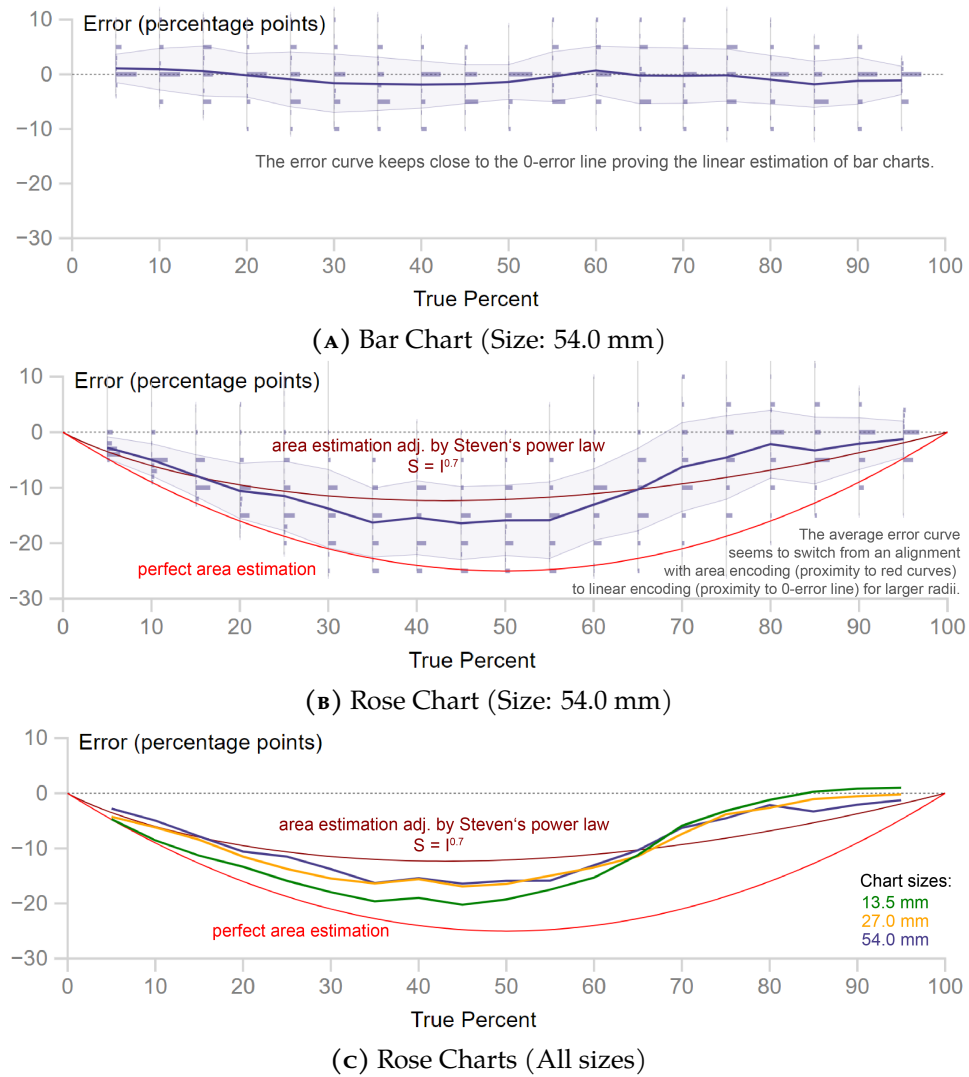 10
Error (percentage points)
0
−10
The error curve keeps close to the 0-error line proving the linear estimation of bar charts.
−20
−30
0 10 20 30 40 50 60 70 80 90 100
True Percent
(A) Bar Chart (Size: 54.0 mm)
10
Error (percentage points)
0
area estimation adj. by Steven's power law
S = I^0.7
−10
−20
The average error curve
seems to switch from an alignment
with area encoding (proximity to red curves)
to linear encoding (proximity to 0-error line) for larger radii.
perfect area estimation
−30
0 10 20 30 40 50 60 70 80 90 100
True Percent
(B) Rose Chart (Size: 54.0 mm)
10
Error (percentage points)
0
area estimation adj. by Steven's power law
S = I^0.7
−10
−20
perfect area estimation
Chart sizes:
13.5 mm
27.0 mm
54.0 mm
−30
0 10 20 30 40 50 60 70 80 90 100
True Percent
(C) Rose Charts (All sizes)